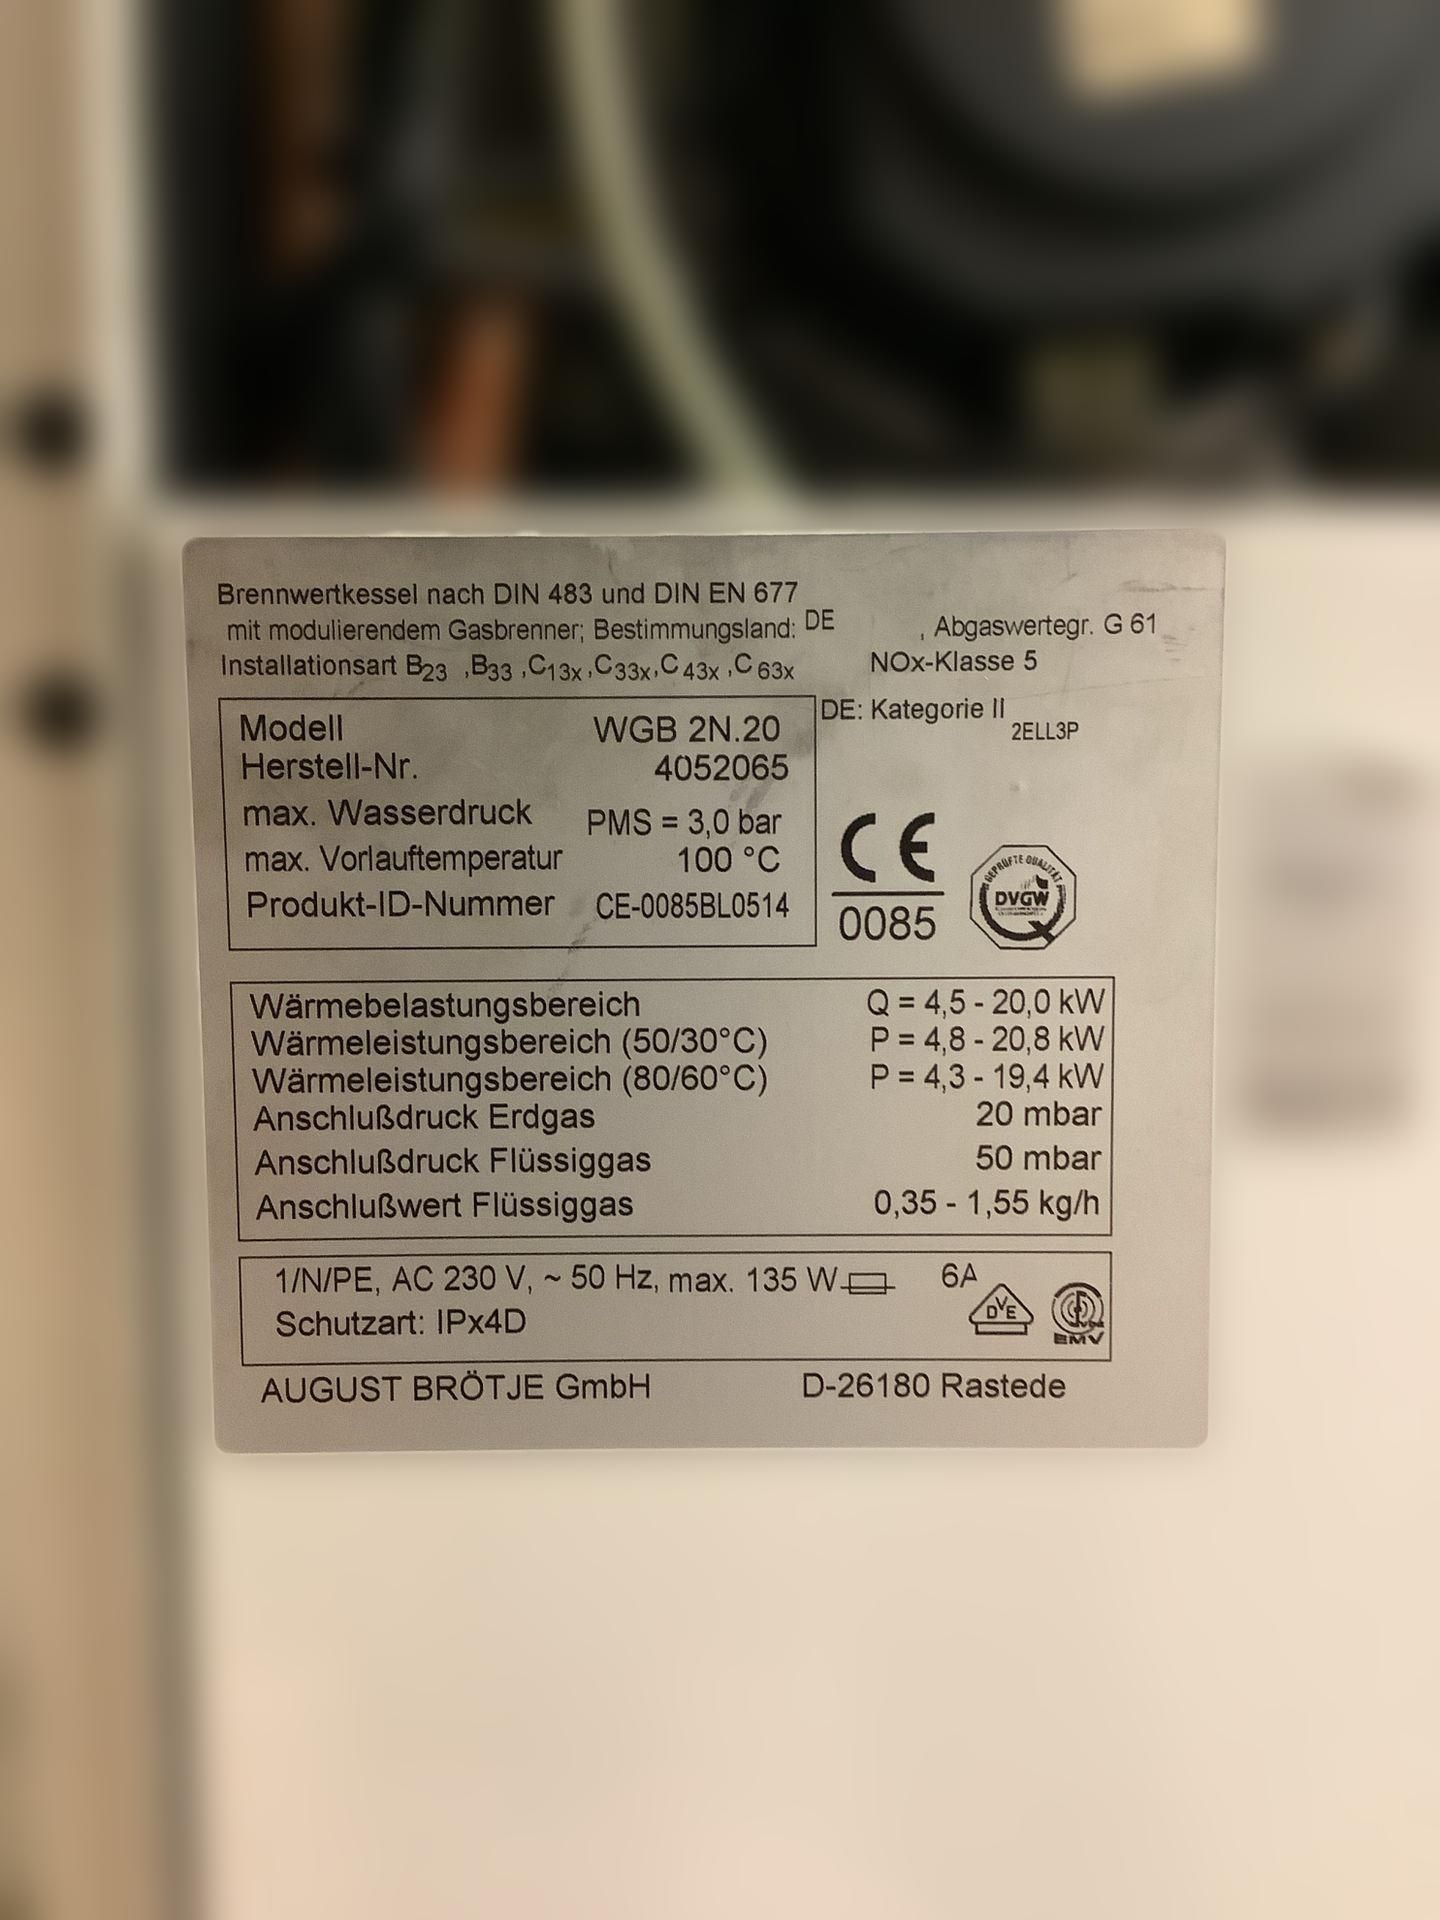 Brennwertkessel nach DIN 483 und DIN EN 677
mit modulierendem Gasbrenner; Bestimmungsland: DE , Abgaswertegr. G 61
Installationsart B23 ,B33 ,C13x,C33x,C43x ,C63x NOx-Klasse 5
DE: Kategorie II 2ELL3P
Modell WGB 2N.20
Herstell-Nr. 4052065
max. Wasserdruck PMS = 3,0 bar
max. Vorlauftemperatur 100 °C
Produkt-ID-Nummer CE-0085BL0514
CE
0085
GEPRÜFTE QUALITÄT
DVGW
Wärmebelastungsbereich Q = 4,5 - 20,0 kW
Wärmeleistungsbereich (50/30°C) P = 4,8 - 20,8 kW
Wärmeleistungsbereich (80/60°C) P = 4,3 - 19,4 kW
Anschlußdruck Erdgas 20 mbar
Anschlußdruck Flüssiggas 50 mbar
Anschlußwert Flüssiggas 0,35 - 1,55 kg/h
1/N/PE, AC 230 V, ~ 50 Hz, max. 135 W 6A
Schutzart: IPx4D
DVE
EMV
AUGUST BRÖTJE GmbH D-26180 Rastede